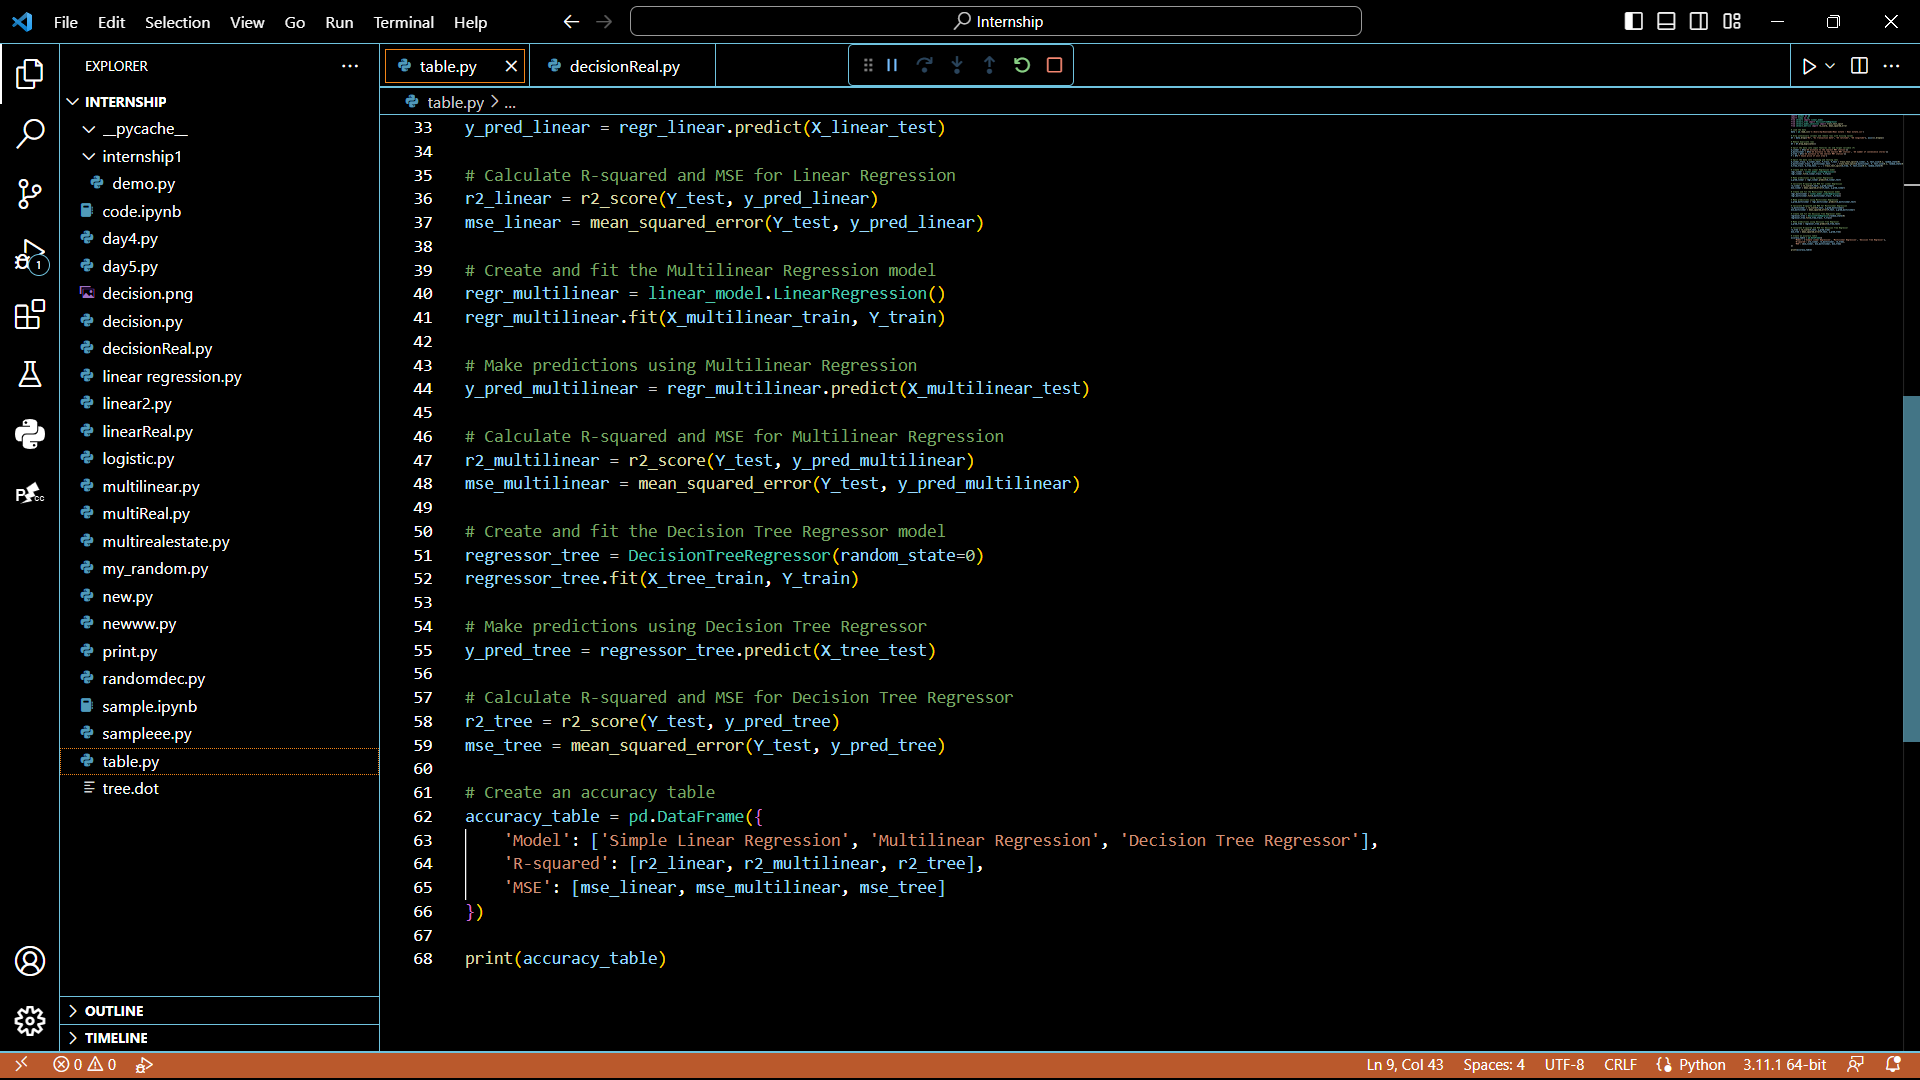 File Edit Selection View Go Run Terminal Help
Internship
EXPLORER
INTERNSHIP
__pycache__
internship1
demo.py
code.ipynb
day4.py
day5.py
decision.png
decision.py
decisionReal.py
linear regression.py
linear2.py
linearReal.py
logistic.py
multilinear.py
multiReal.py
multirealestate.py
my_random.py
new.py
newww.py
print.py
randomdec.py
sample.ipynb
sampleee.py
table.py
tree.dot
OUTLINE
TIMELINE
1
table.py decisionReal.py
table.py > ...
33 y_pred_linear = regr_linear.predict(X_linear_test)
34
35 # Calculate R-squared and MSE for Linear Regression
36 r2_linear = r2_score(Y_test, y_pred_linear)
37 mse_linear = mean_squared_error(Y_test, y_pred_linear)
38
39 # Create and fit the Multilinear Regression model
40 regr_multilinear = linear_model.LinearRegression()
41 regr_multilinear.fit(X_multilinear_train, Y_train)
42
43 # Make predictions using Multilinear Regression
44 y_pred_multilinear = regr_multilinear.predict(X_multilinear_test)
45
46 # Calculate R-squared and MSE for Multilinear Regression
47 r2_multilinear = r2_score(Y_test, y_pred_multilinear)
48 mse_multilinear = mean_squared_error(Y_test, y_pred_multilinear)
49
50 # Create and fit the Decision Tree Regressor model
51 regressor_tree = DecisionTreeRegressor(random_state=0)
52 regressor_tree.fit(X_tree_train, Y_train)
53
54 # Make predictions using Decision Tree Regressor
55 y_pred_tree = regressor_tree.predict(X_tree_test)
56
57 # Calculate R-squared and MSE for Decision Tree Regressor
58 r2_tree = r2_score(Y_test, y_pred_tree)
59 mse_tree = mean_squared_error(Y_test, y_pred_tree)
60
61 # Create an accuracy table
62 accuracy_table = pd.DataFrame({
63 'Model': ['Simple Linear Regression', 'Multilinear Regression', 'Decision Tree Regressor'],
64 'R-squared': [r2_linear, r2_multilinear, r2_tree],
65 'MSE': [mse_linear, mse_multilinear, mse_tree]
66 })
67
68 print(accuracy_table)
0 0 Ln 9, Col 43 Spaces: 4 UTF-8 CRLF Python 3.11.1 64-bit